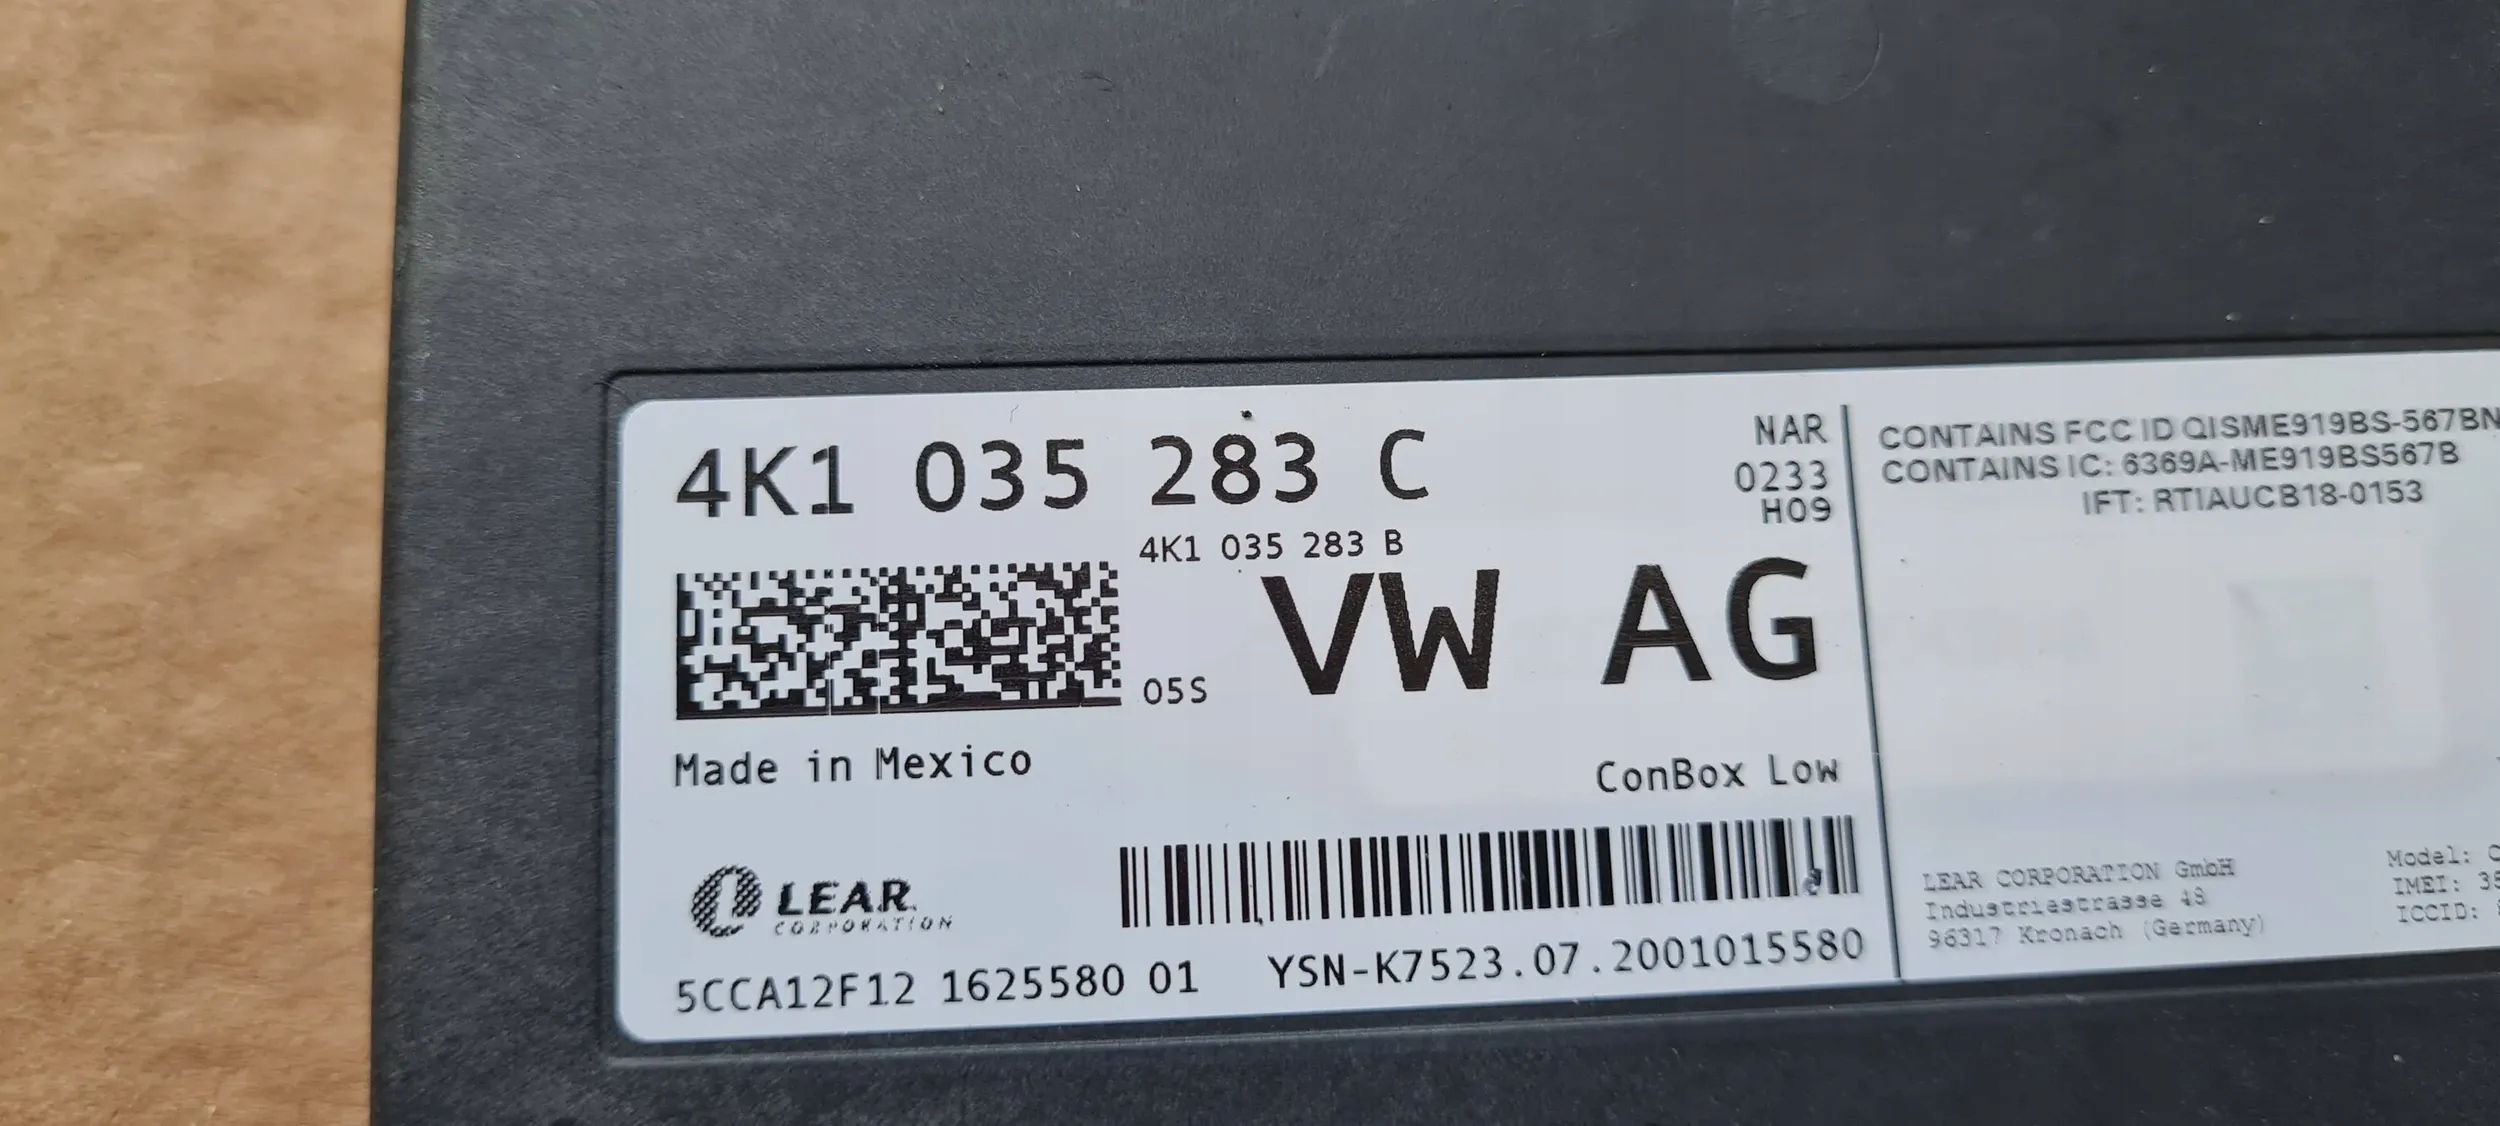 4K1 035 283 C
4K1 035 283 B
NAR
0233
H09
VW AG
05S
Made in Mexico
ConBox Low
LEAR
CORPORATION
5CCA12F12 1625580 01
YSN-K7523.07.2001015580
CONTAINS FCC ID QISME919BS-567BN
CONTAINS IC: 6369A-ME919BS567B
IFT: RTIAUCB18-0153
LEAR CORPORATION GmbH
Industriestrasse 48
96317 Kronach (Germany)
Model:
IMEI: 35
ICCID: